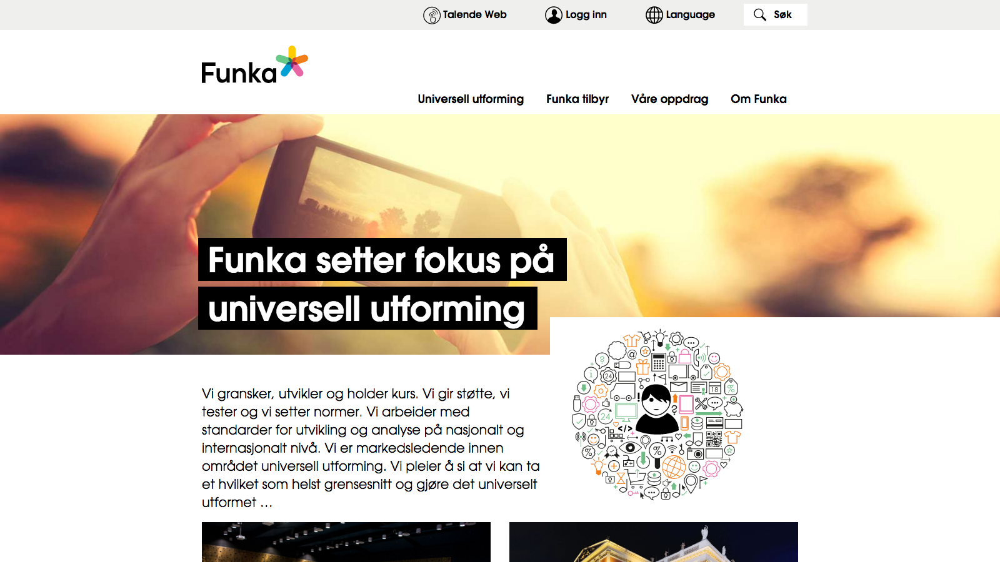 Talende Web
Logg inn
Language
Søk
Funka
Universell utforming
Funka tilbyr
Våre oppdrag
Om Funka
Funka setter fokus på
universell utforming
Vi gransker, utvikler og holder kurs. Vi gir støtte, vi
tester og vi setter normer. Vi arbeider med
standarder for utvikling og analyse på nasjonalt og
internasjonalt nivå. Vi er markedsledende innen
området universell utforming. Vi pleier å si at vi kan ta
et hvilket som helst grensesnitt og gjøre det universelt
utformet …
24
18
24